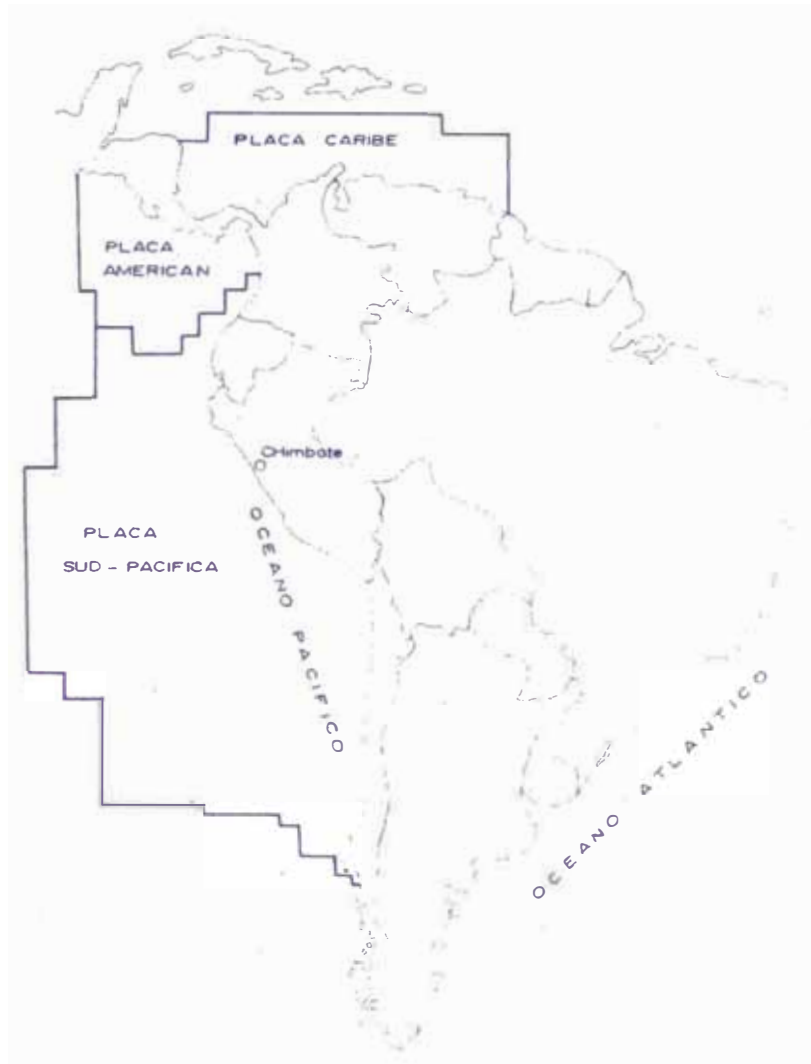 PLACA CARIBE
PLACA
AMERICAN
CHimbote
PLACA
SUD - PACIFICA
OCEANO PACIFICO
OCEANO ATLANTICO